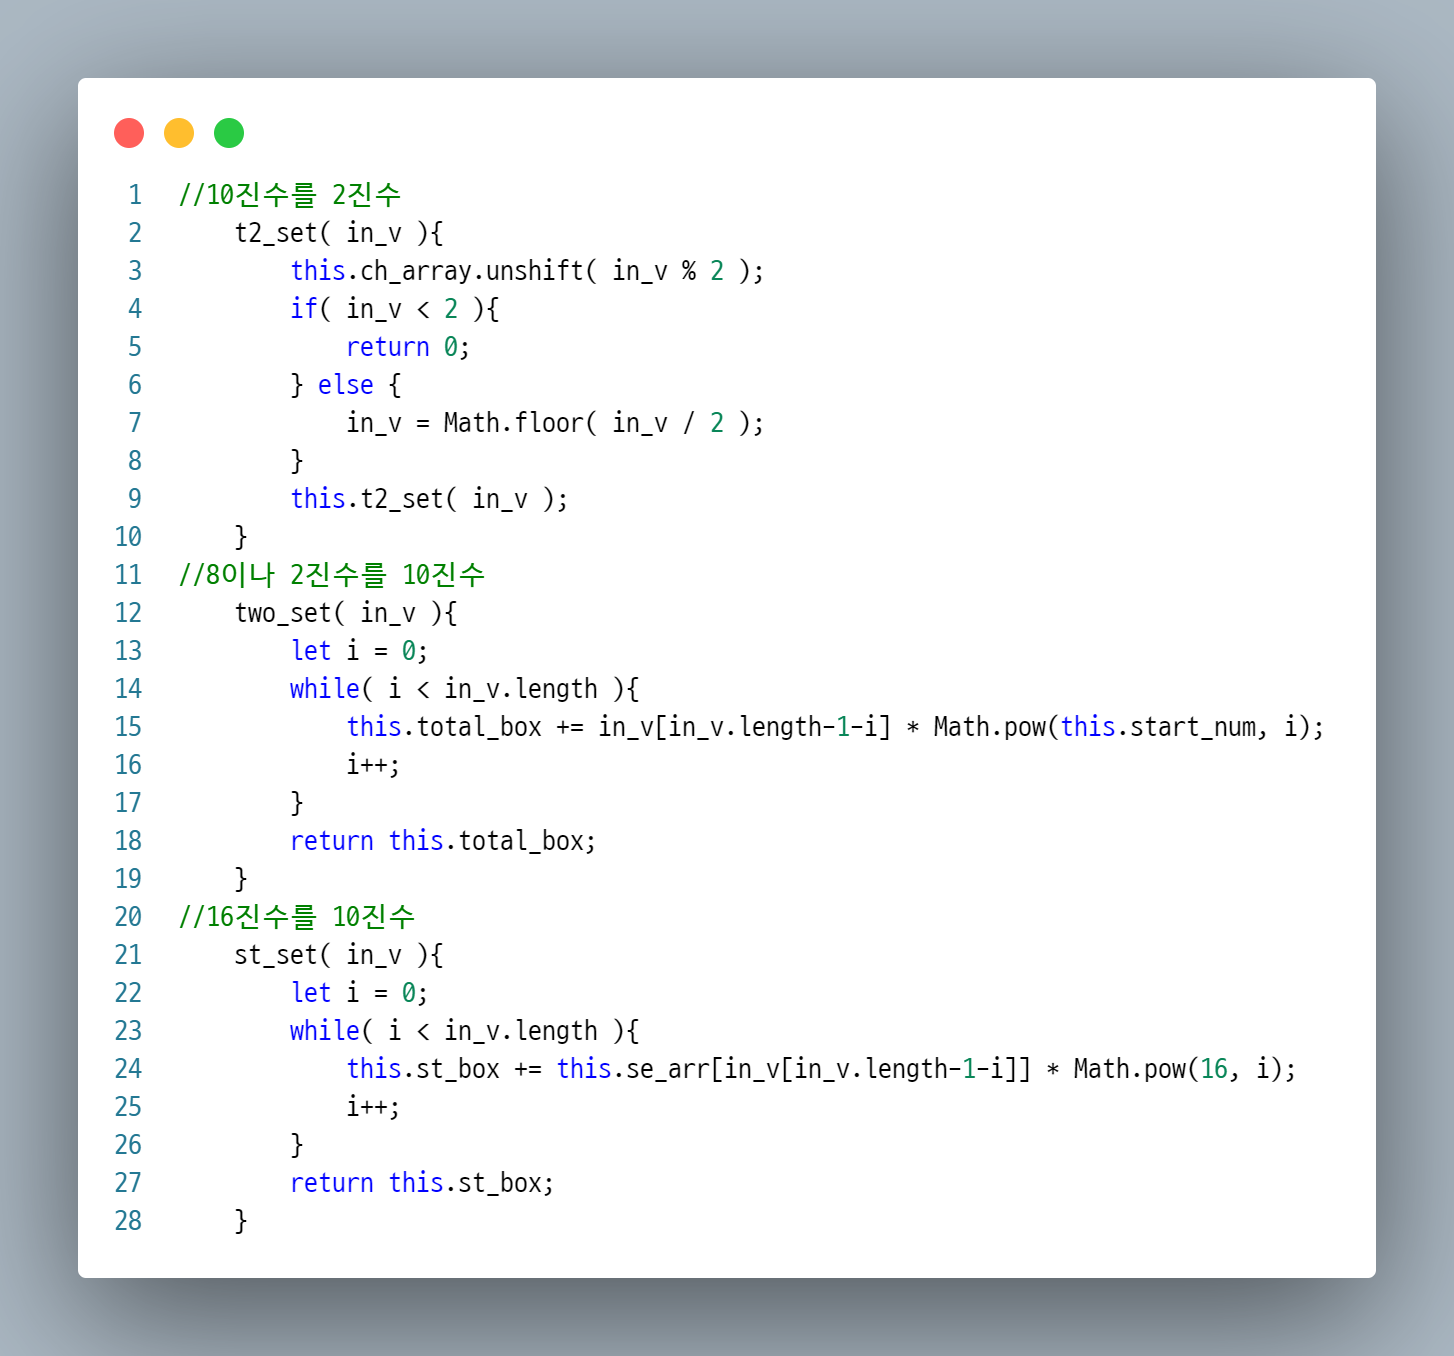 1 //10진수를 2진수
2     t2_set( in_v ){
3         this.ch_array.unshift( in_v % 2 );
4         if( in_v < 2 ){
5             return 0;
6         } else {
7             in_v = Math.floor( in_v / 2 );
8         }
9         this.t2_set( in_v );
10     }
11 //8이나 2진수를 10진수
12     two_set( in_v ){
13         let i = 0;
14         while( i < in_v.length ){
15             this.total_box += in_v[in_v.length-1-i] * Math.pow(this.start_num, i);
16             i++;
17         }
18         return this.total_box;
19     }
20 //16진수를 10진수
21     st_set( in_v ){
22         let i = 0;
23         while( i < in_v.length ){
24             this.st_box += this.se_arr[in_v[in_v.length-1-i]] * Math.pow(16, i);
25             i++;
26         }
27         return this.st_box;
28     }